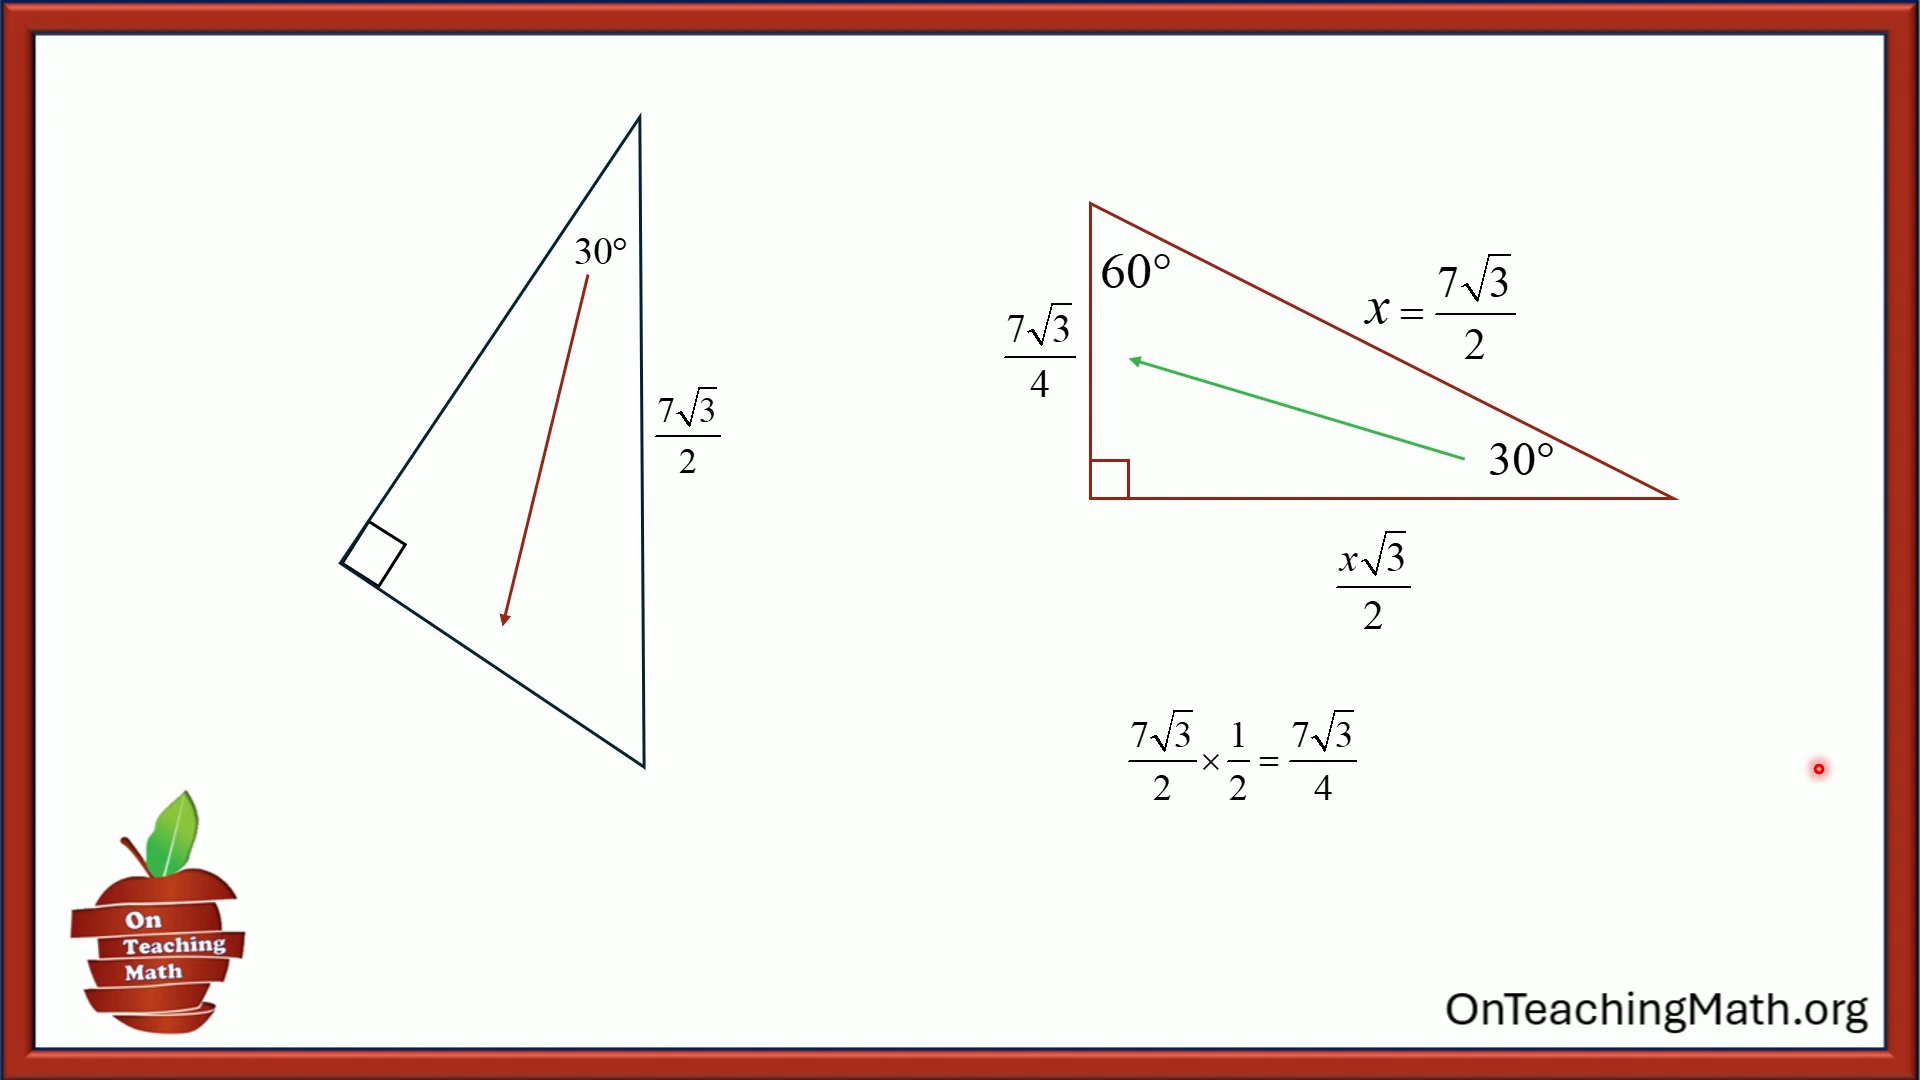 30°
7√3/2
60°
7√3/4
x = 7√3/2
30°
x√3/2
7√3/2 × 1/2 = 7√3/4
On
Teaching
Math
OnTeachingMath.org